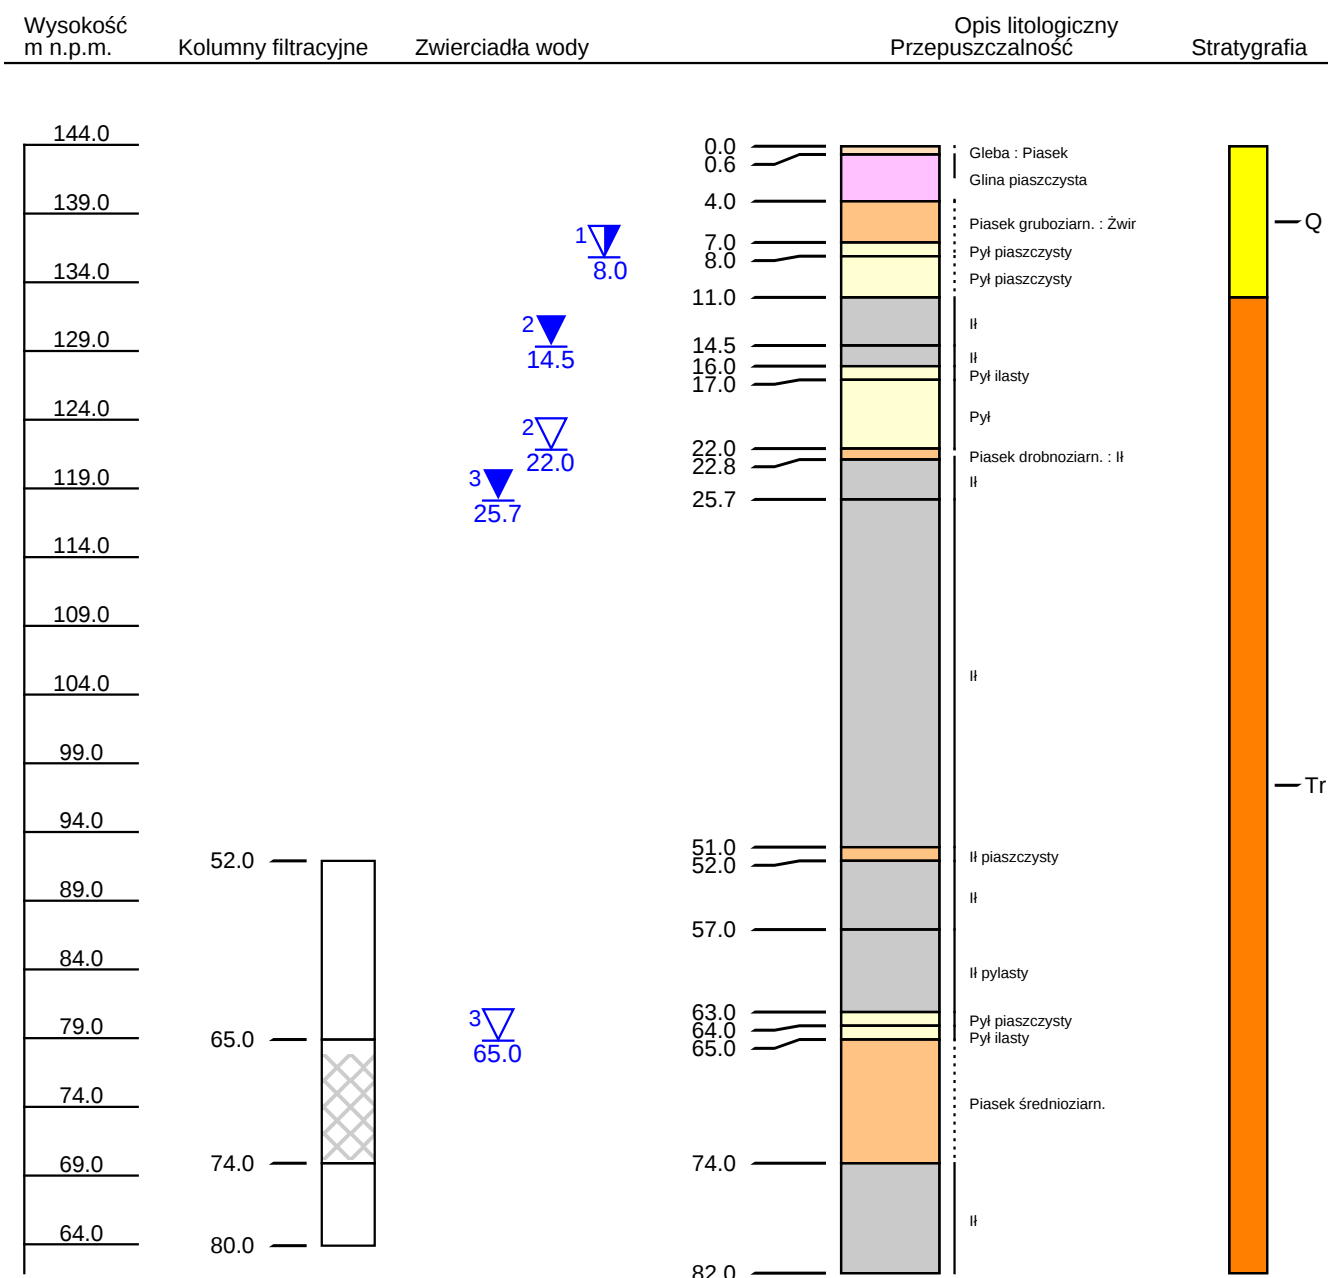 Wysokość
m n.p.m.
Kolumny filtracyjne
Zwierciadła wody
Opis litologiczny
Przepuszczalność
Stratygrafia
144.0
139.0
134.0
129.0
124.0
119.0
114.0
109.0
104.0
99.0
94.0
89.0
84.0
79.0
74.0
69.0
64.0
52.0
65.0
74.0
80.0
1
8.0
2
14.5
2
22.0
3
25.7
3
65.0
0.0
0.6
4.0
7.0
8.0
11.0
14.5
16.0
17.0
22.0
22.8
25.7
51.0
52.0
57.0
63.0
64.0
65.0
74.0
82.0
Gleba : Piasek
Glina piaszczysta
Piasek gruboziarn. : Żwir
Pył piaszczysty
Pył piaszczysty
Ił
Ił
Pył ilasty
Pył
Piasek drobnoziarn. : Ił
Ił
Ił
Ił piaszczysty
Ił
Ił pylasty
Pył piaszczysty
Pył ilasty
Piasek średnioziarn.
Ił
Q
Tr